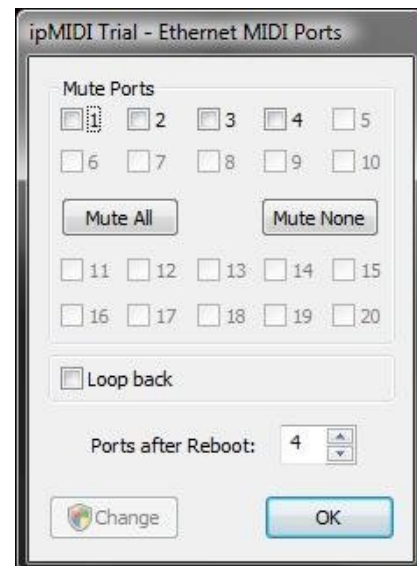 ipMIDI Trial - Ethernet MIDI Ports
Mute Ports
1 2 3 4 5
6 7 8 9 10
Mute All Mute None
11 12 13 14 15
16 17 18 19 20
Loop back
Ports after Reboot: 4
Change OK